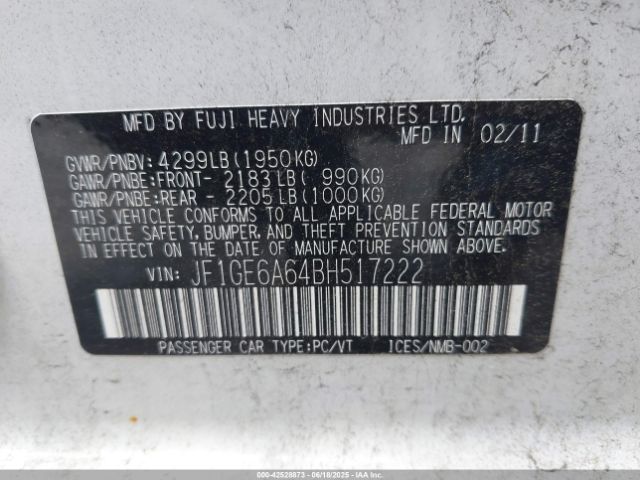 MFD BY FUJI HEAVY INDUSTRIES LTD.
MFD IN 02/11
GVWR/PNBV: 4299LB(1950KG)
GAWR/PNBE:FRONT- 2183LB( 990KG)
GAWR/PNBE:REAR - 2205LB(1000KG)
THIS VEHICLE CONFORMS TO ALL APPLICABLE FEDERAL MOTOR
VEHICLE SAFETY, BUMPER, AND THEFT PREVENTION STANDARDS
IN EFFECT ON THE DATE OF MANUFACTURE SHOWN ABOVE.
VIN: JF1GE6A64BH517222
PASSENGER CAR TYPE:PC/VT ICES/NMB-002
000-42528873 - 06/18/2025 - IAAI.COM